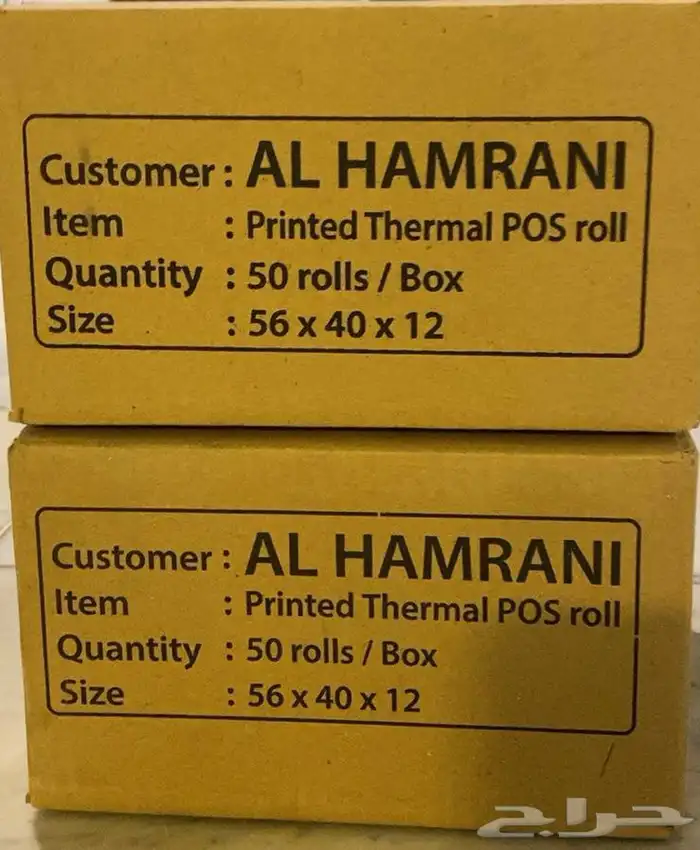 Customer : AL HAMRANI
Item : Printed Thermal POS roll
Quantity : 50 rolls / Box
Size : 56 x 40 x 12
Customer : AL HAMRANI
Item : Printed Thermal POS roll
Quantity : 50 rolls / Box
Size : 56 x 40 x 12
حراج